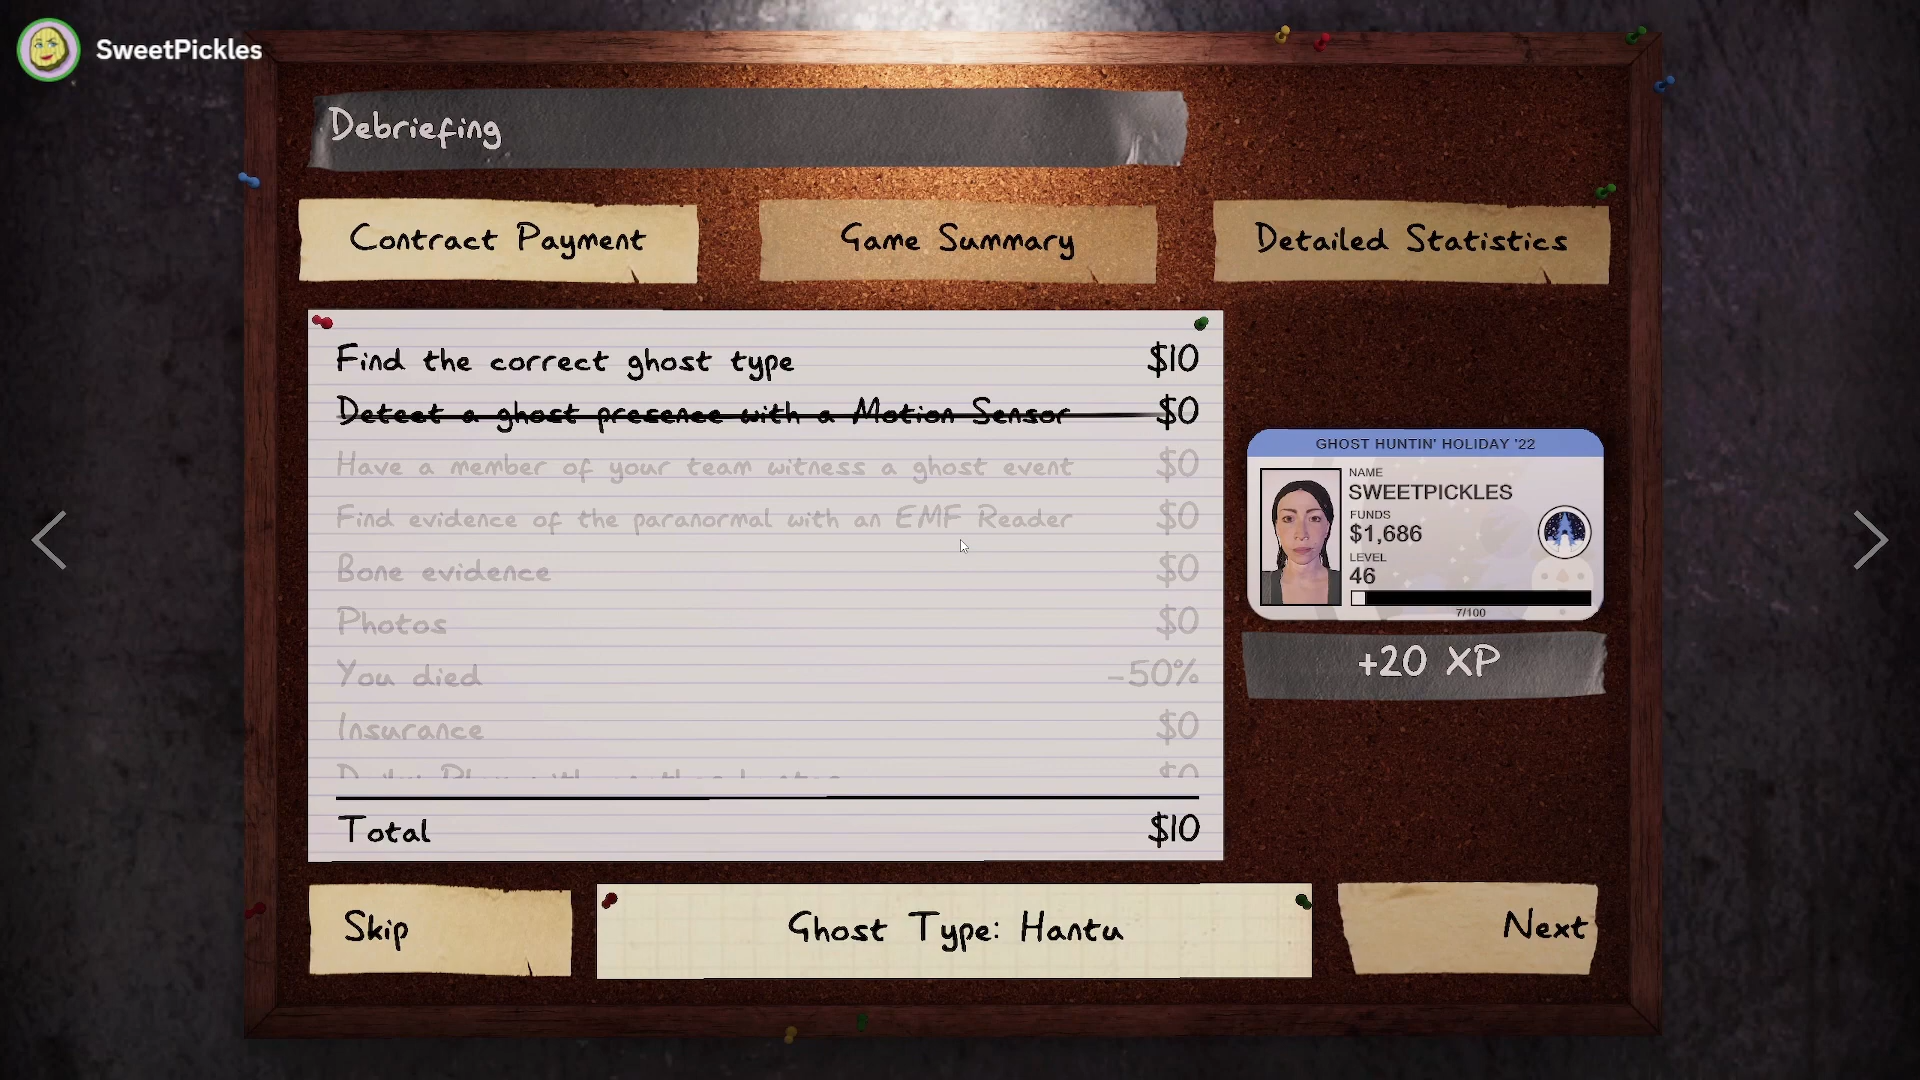 SweetPickles
Debriefing
Contract Payment
Game Summary
Detailed Statistics
Find the correct ghost type $10
Detect a ghost presence with a Motion Sensor $0
Have a member of your team witness a ghost event $0
Find evidence of the paranormal with an EMF Reader $0
Bone evidence $0
Photos $0
You died -50%
Insurance $0
$0
Total $10
GHOST HUNTIN' HOLIDAY '22
NAME
SWEETPICKLES
FUNDS
$1,686
LEVEL
46
7/100
+20 XP
Skip
Ghost Type: Hantu
Next